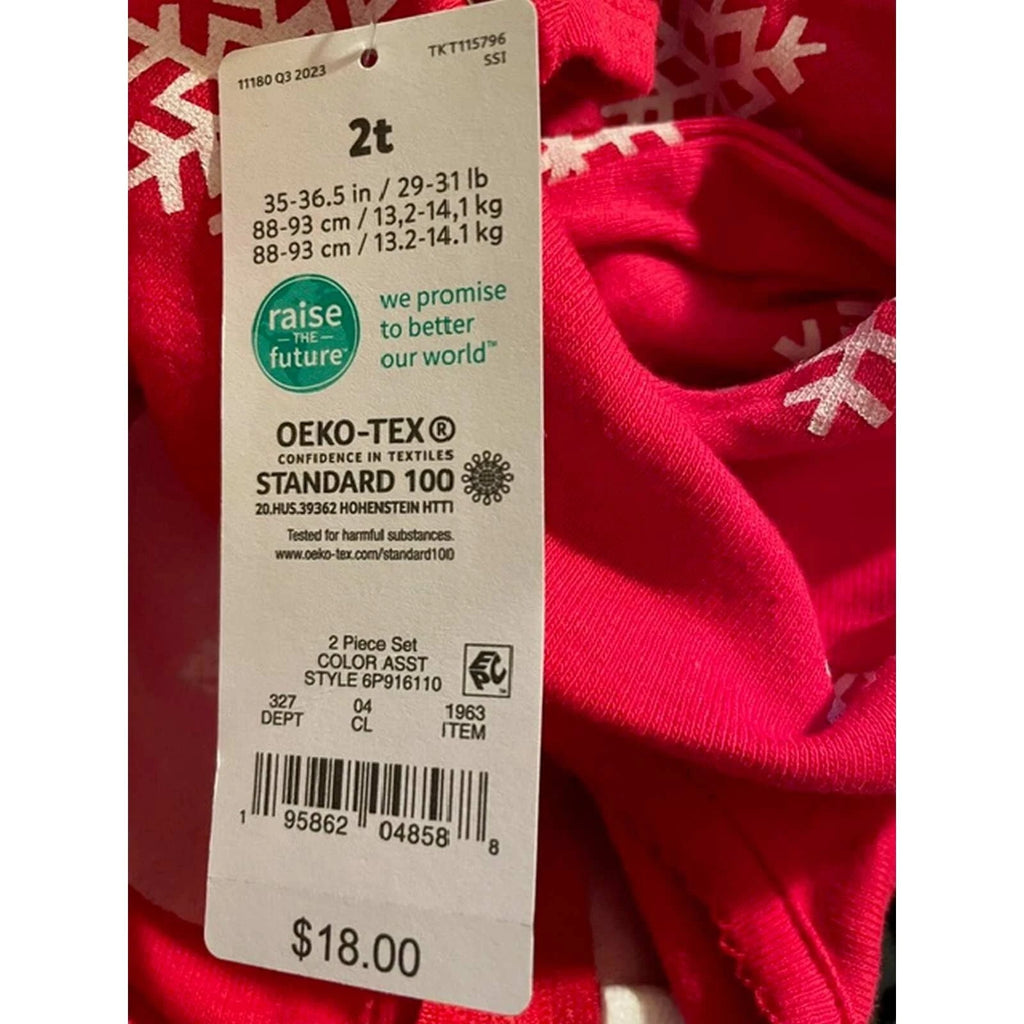 11180 Q3 2023
TKT115796
SSI
2t
35-36.5 in / 29-31 lb
88-93 cm / 13,2-14,1 kg
88-93 cm / 13.2-14.1 kg
raise
THE
future™
we promise
to better
our world™
OEKO-TEX®
CONFIDENCE IN TEXTILES
STANDARD 100
20.HUS.39362 HOHENSTEIN HTTI
Tested for harmful substances.
www.oeko-tex.com/standard100
2 Piece Set
COLOR ASST
STYLE 6P916110
EPC™
327 04 1963
DEPT CL ITEM
1 95862 04858 8
$18.00